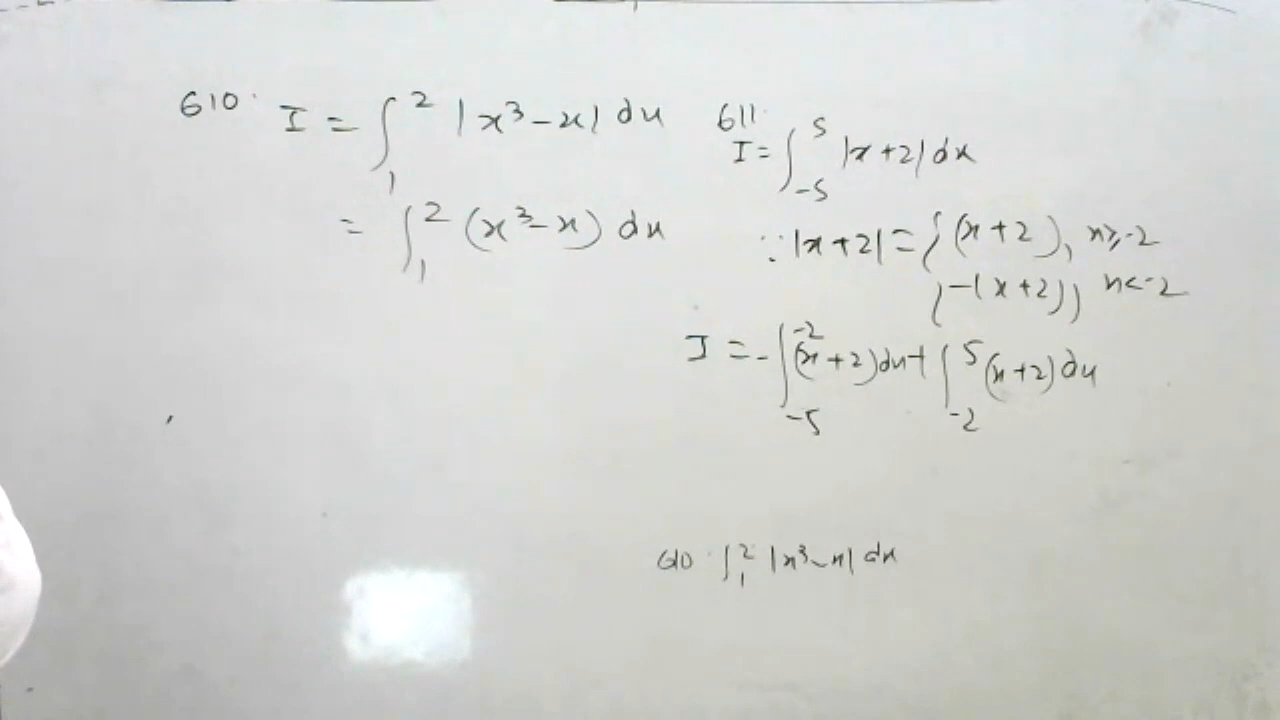 610. I = ∫₁² |x³-x| dx
= ∫₁² (x³-x) dx
611.
I = ∫₋₅⁵ |x+2| dx
∵ |x+2| = { (x+2), x≥-2
{ -(x+2), x<-2
I = -∫₋₅⁻² (x+2)dx + ∫₋₂⁵ (x+2)dx
610. ∫₁² |x³-x| dx